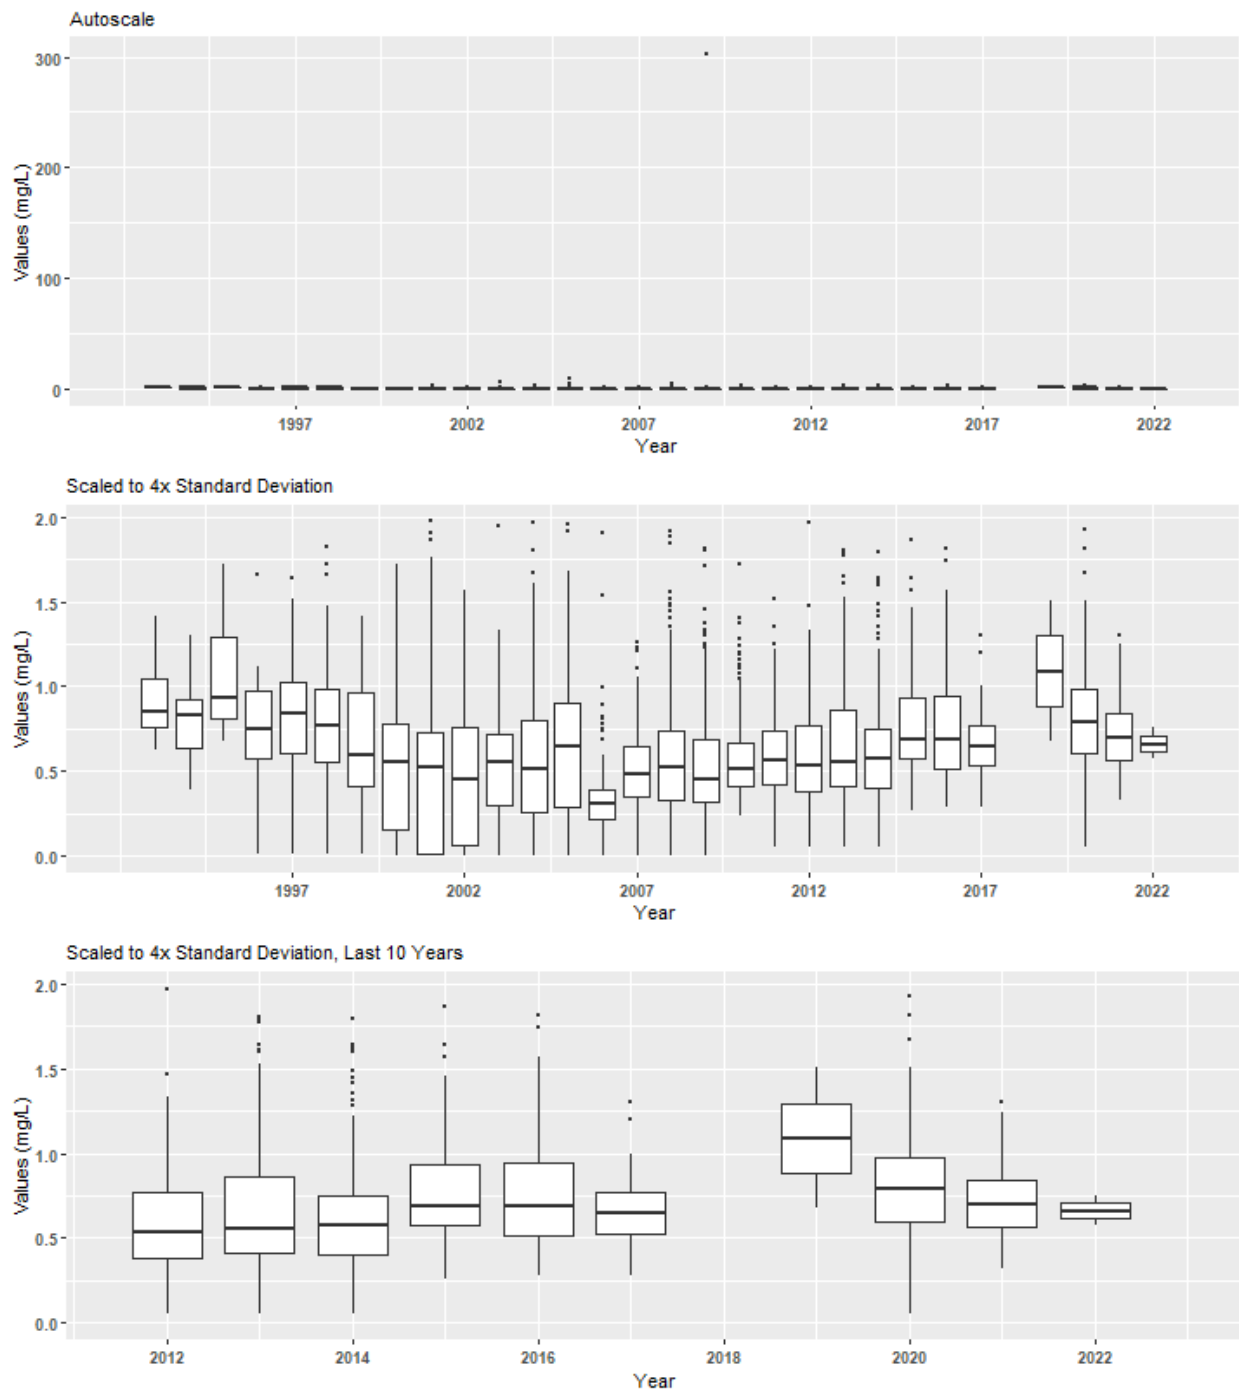 Autoscale
300
200
100
0
Values (mg/L)
1997 2002 2007 2012 2017 2022
Year
Scaled to 4x Standard Deviation
2.0
1.5
1.0
0.5
0.0
Values (mg/L)
1997 2002 2007 2012 2017 2022
Year
Scaled to 4x Standard Deviation, Last 10 Years
2.0
1.5
1.0
0.5
0.0
Values (mg/L)
2012 2014 2016 2018 2020 2022
Year